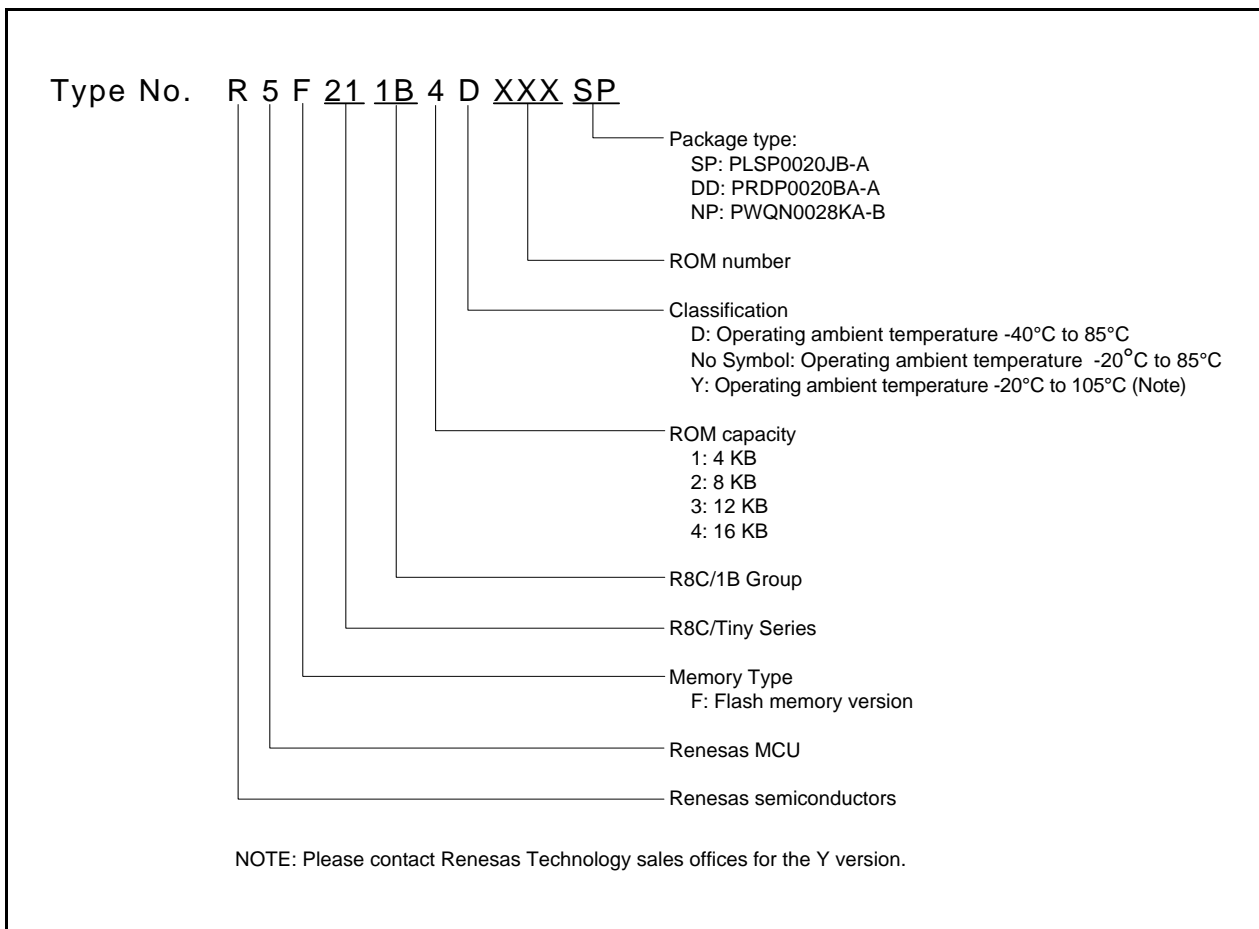 Type No. R 5 F 21 1B 4 D XXX SP
Package type:
SP: PLSP0020JB-A
DD: PRDP0020BA-A
NP: PWQN0028KA-B
ROM number
Classification
D: Operating ambient temperature -40°C to 85°C
No Symbol: Operating ambient temperature -20°C to 85°C
Y: Operating ambient temperature -20°C to 105°C (Note)
ROM capacity
1: 4 KB
2: 8 KB
3: 12 KB
4: 16 KB
R8C/1B Group
R8C/Tiny Series
Memory Type
F: Flash memory version
Renesas MCU
Renesas semiconductors
NOTE: Please contact Renesas Technology sales offices for the Y version.